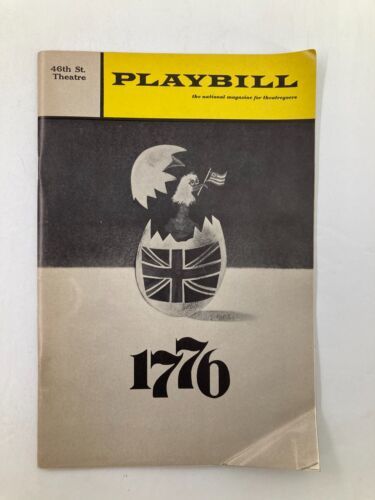 46th St.
Theatre
PLAYBILL
the national magazine for theatregoers
1776